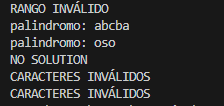 RANGO INVÁLIDO
palindromo: abcba
palindromo: oso
NO SOLUTION
CARACTERES INVÁLIDOS
CARACTERES INVÁLIDOS